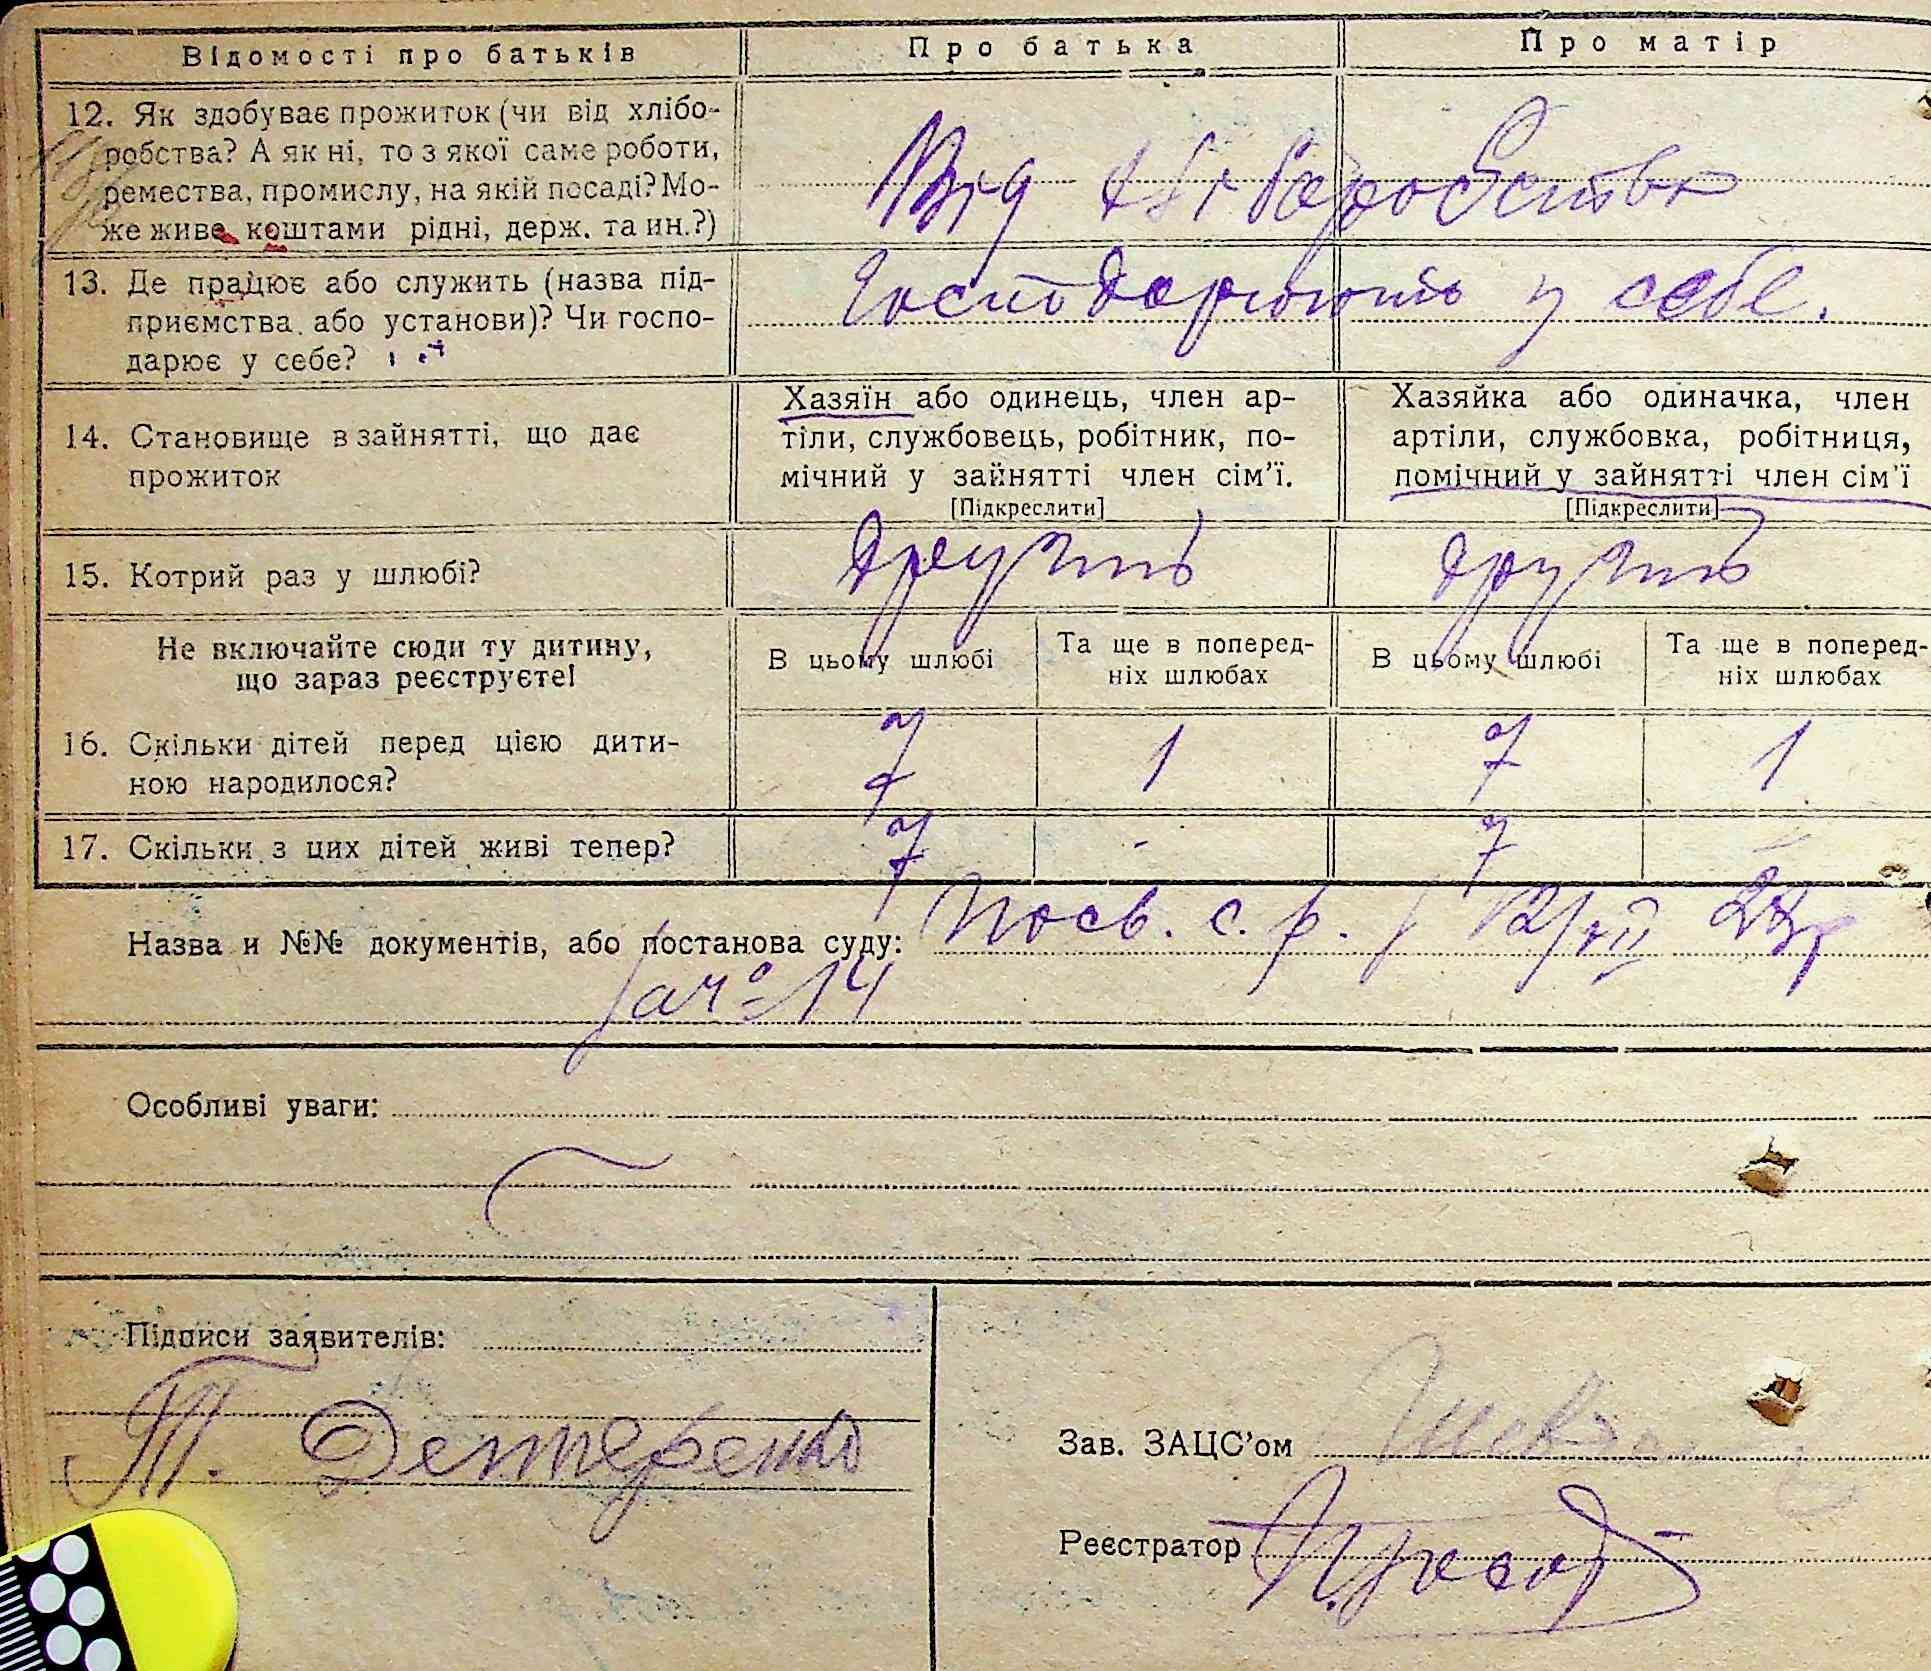 Відомості про батьків
Про батька
Про матір
12. Як здобуває прожиток (чи від хлібо-
робства? А як ні, то з якої саме роботи,
ремества, промислу, на якій посаді? Мо-
же живе коштами рідні, держ. та ин.?)
Від хліборобства
13. Де працює або служить (назва під-
приємства або установи)? Чи госпо-
дарює у себе?
Господарюють у себе.
14. Становище в зайнятті, що дає
прожиток
Хазяїн або одинець, член ар-
тіли, службовець, робітник, по-
мічний у зайнятті член сім'ї.
[Підкреслити]
Хазяйка або одиначка, член
артіли, службовка, робітниця,
помічний у зайнятті член сім'ї
[Підкреслити]
15. Котрий раз у шлюбі?
другий
другий
Не включайте сюди ту дитину,
що зараз реєструєте!
В цьому шлюбі
Та ще в поперед-
ніх шлюбах
В цьому шлюбі
Та ще в поперед-
ніх шлюбах
16. Скільки дітей перед цією дити-
ною народилося?
7
1
7
1
17. Скільки з цих дітей живі тепер?
7
-
7
-
Назва и №№ документів, або постанова суду: Посв. с. р.
14
Особливі уваги:
Підписи заявителів:
Т. Дегтяренко
Зав. ЗАЦС'ом
Реєстратор